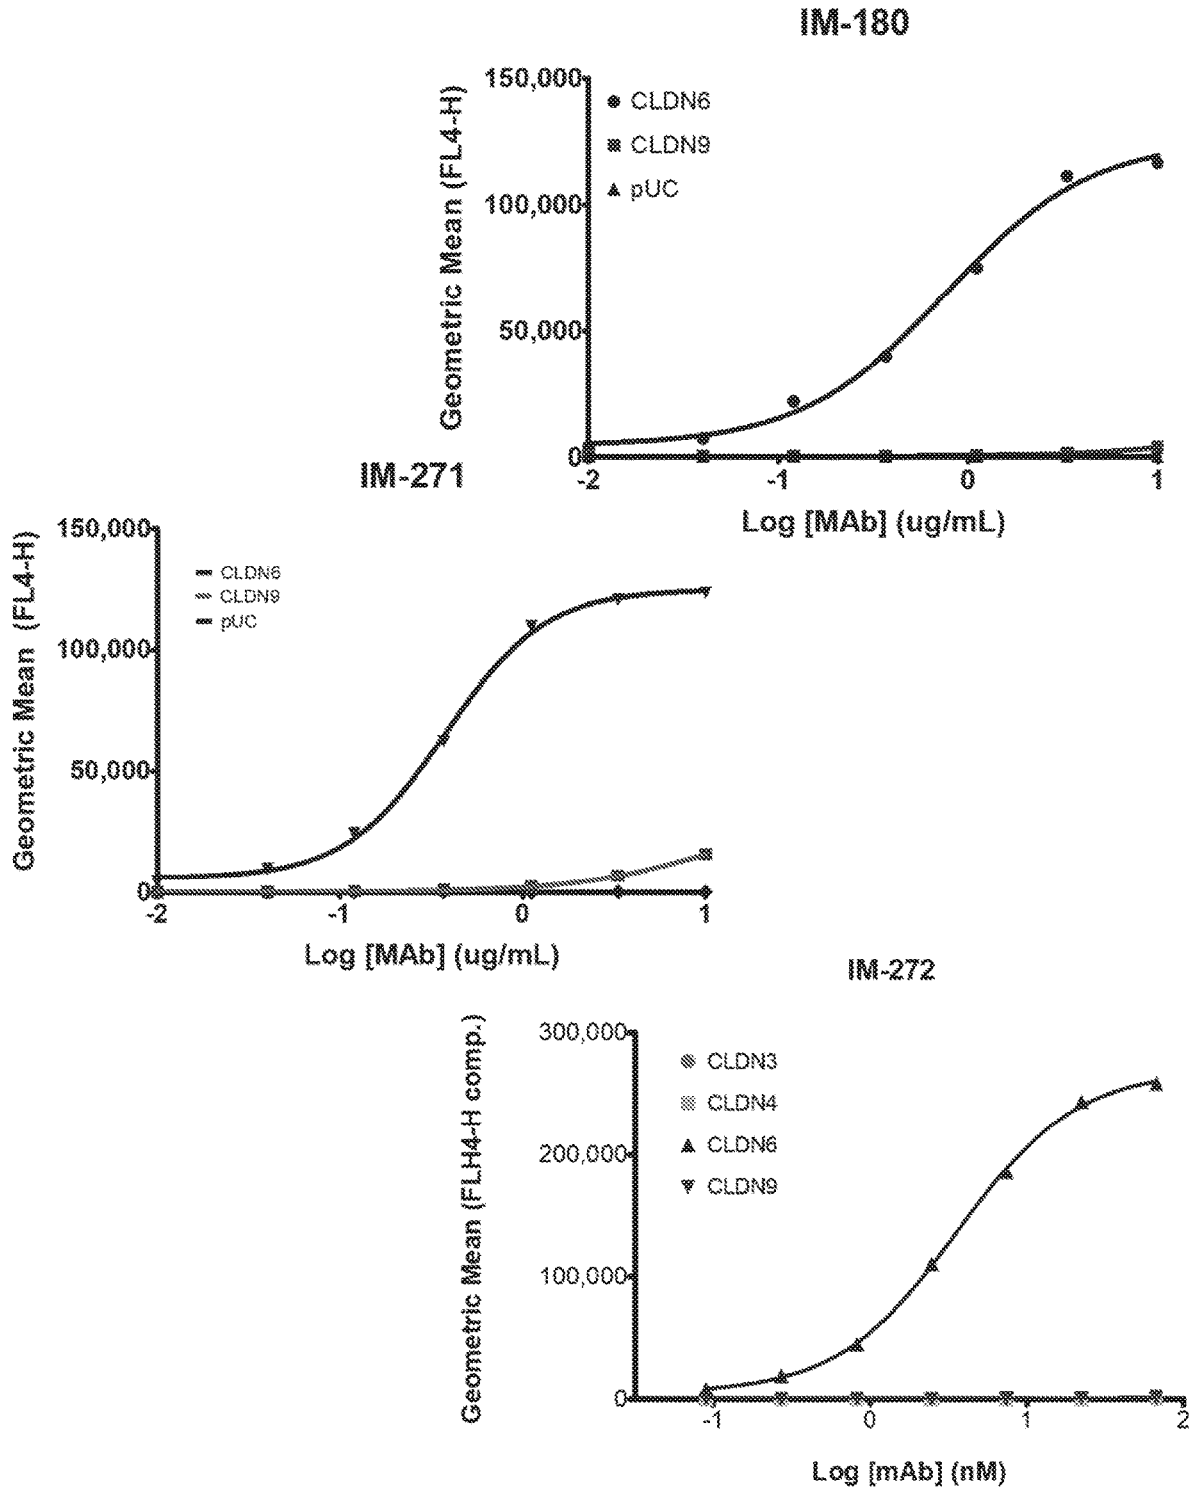 IM-180
150,000
100,000
50,000
0
Geometric Mean (FL4-H)
CLDN6
CLDN9
pUC
-2
-1
0
1
Log [MAb] (ug/mL)
IM-271
150,000
100,000
50,000
0
Geometric Mean (FL4-H)
CLDN6
CLDN9
pUC
-2
-1
0
1
Log [MAb] (ug/mL)
IM-272
300,000
200,000
100,000
0
Geometric Mean (FLH4-H comp.)
CLDN3
CLDN4
CLDN6
CLDN9
-1
0
1
2
Log [mAb] (nM)